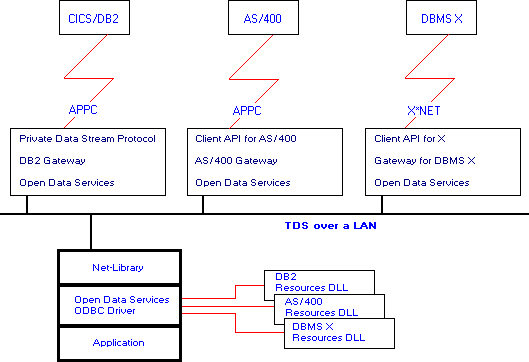 CICS/DB2
AS/400
DBMS X
APPC
APPC
X*NET
Private Data Stream Protocol
DB2 Gateway
Open Data Services
Client API for AS/400
AS/400 Gateway
Open Data Services
Client API for X
Gateway for DBMS X
Open Data Services
TDS over a LAN
Net-Library
Open Data Services
ODBC Driver
Application
DB2
Resources DLL
AS/400
Resources DLL
DBMS X
Resources DLL